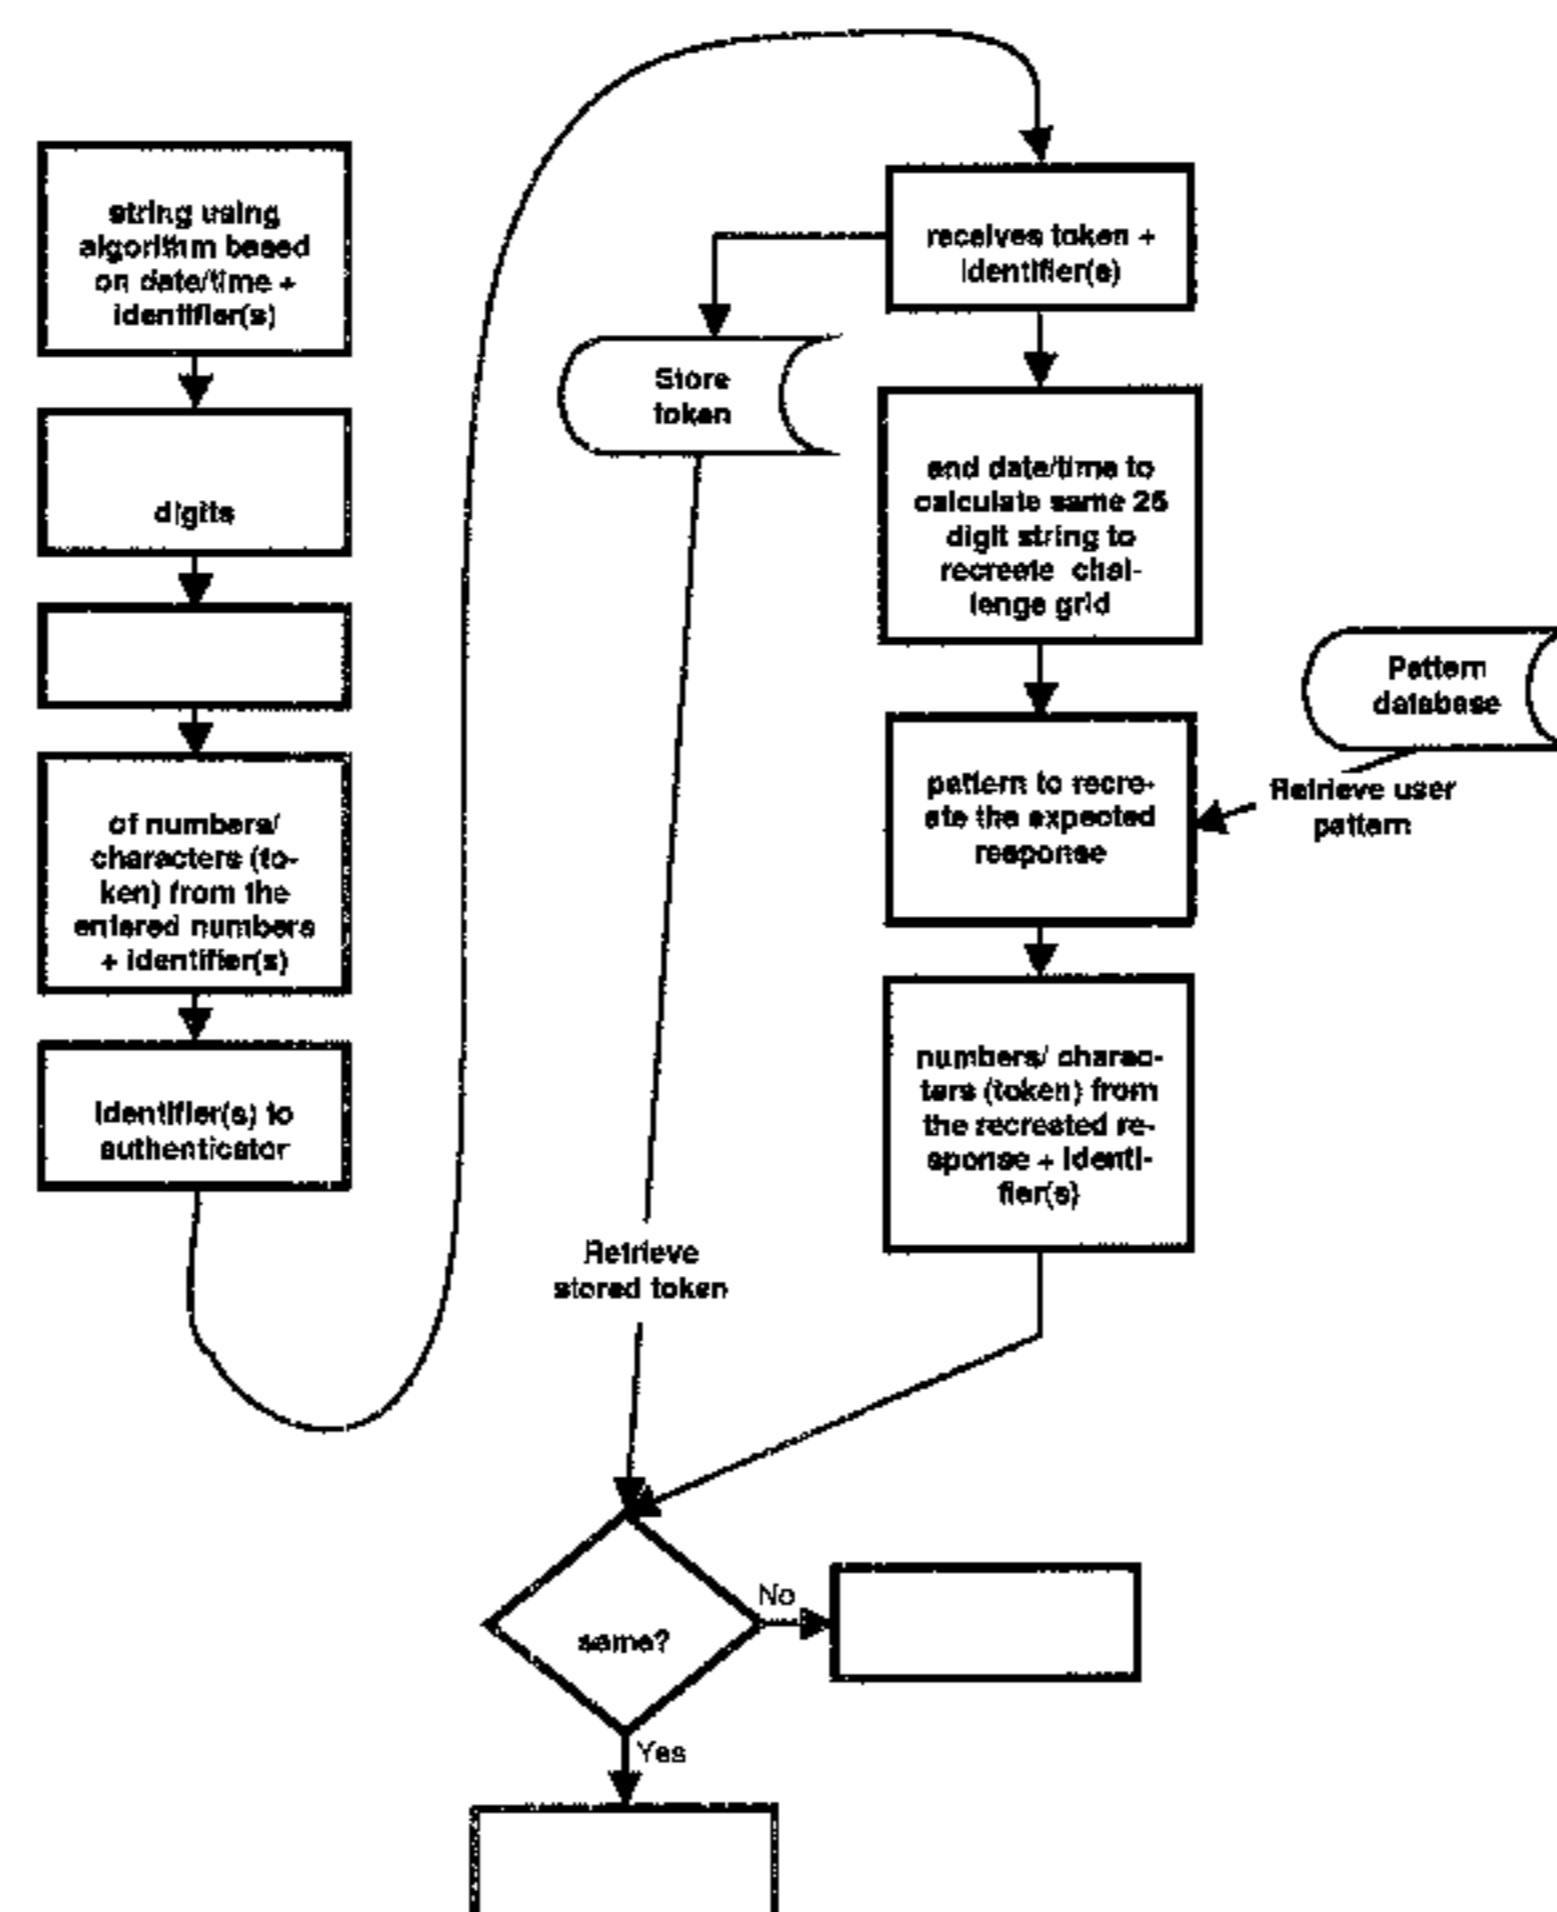 string using
algorithm based
on date/time +
identifier(s)
digits
of numbers/
characters (to-
ken) from the
entered numbers
+ identifier(s)
identifier(s) to
authenticator
receives token +
identifier(s)
Store
token
end date/time to
calculate same 25
digit string to
recreate chal-
lenge grid
Pattern
database
Retrieve user
pattern
pattern to recre-
ate the expected
response
numbers/ charac-
ters (token) from
the recreated re-
sponse + identi-
fier(s)
Retrieve
stored token
same?
No
Yes